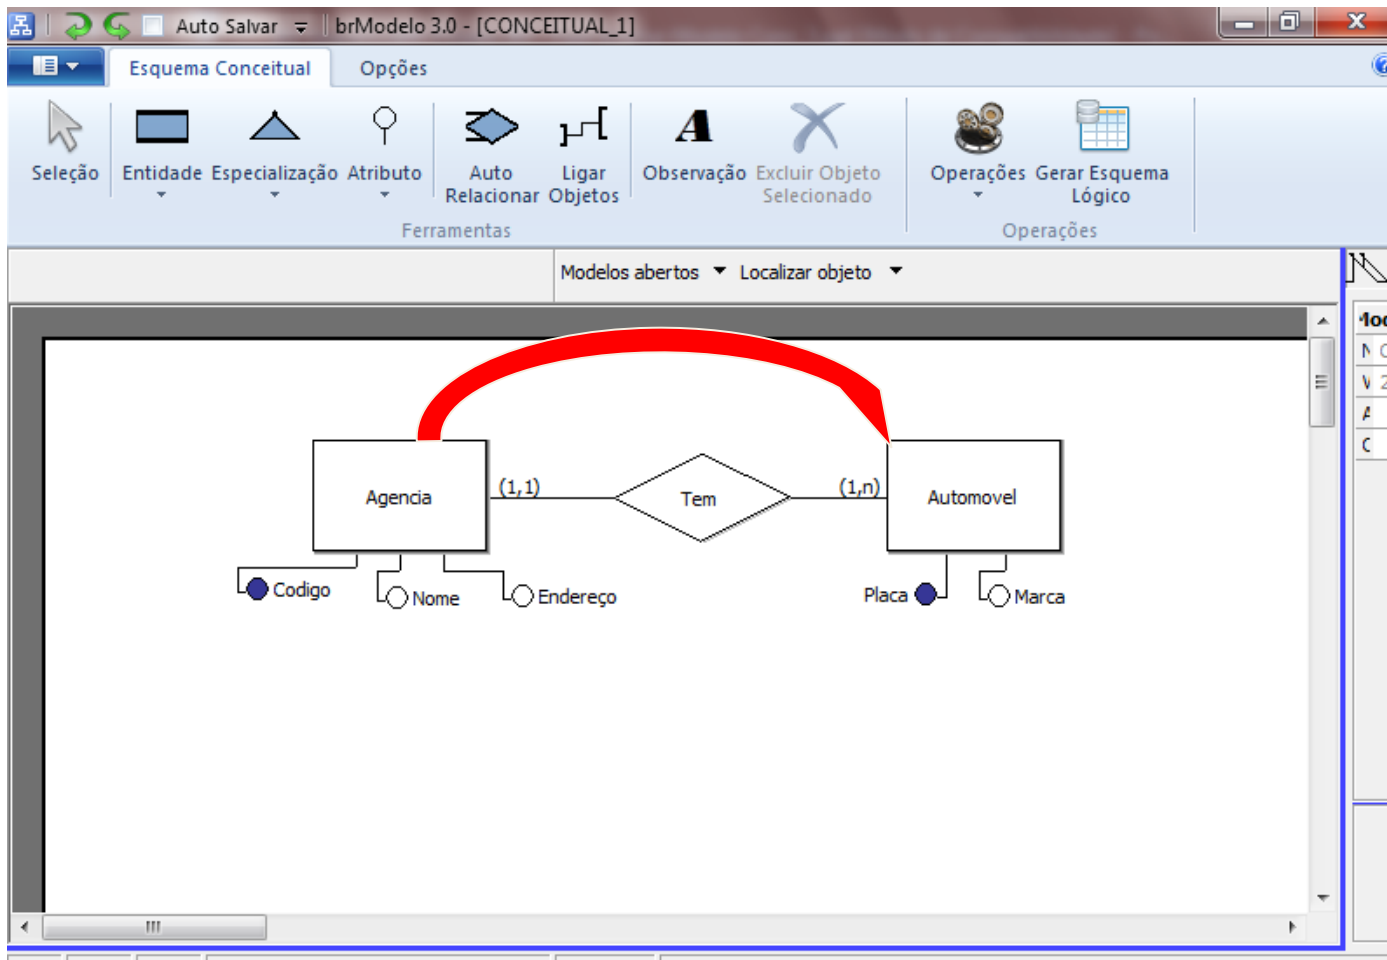 Auto Salvar
brModelo 3.0 - [CONCEITUAL_1]
Esquema Conceitual
Opções
Seleção
Entidade
Especialização
Atributo
Auto
Relacionar
Ligar
Objetos
Observação
Excluir Objeto
Selecionado
Operações
Gerar Esquema
Lógico
Ferramentas
Operações
Modelos abertos
Localizar objeto
Agencia
(1,1)
Tem
(1,n)
Automovel
Codigo
Nome
Endereço
Placa
Marca